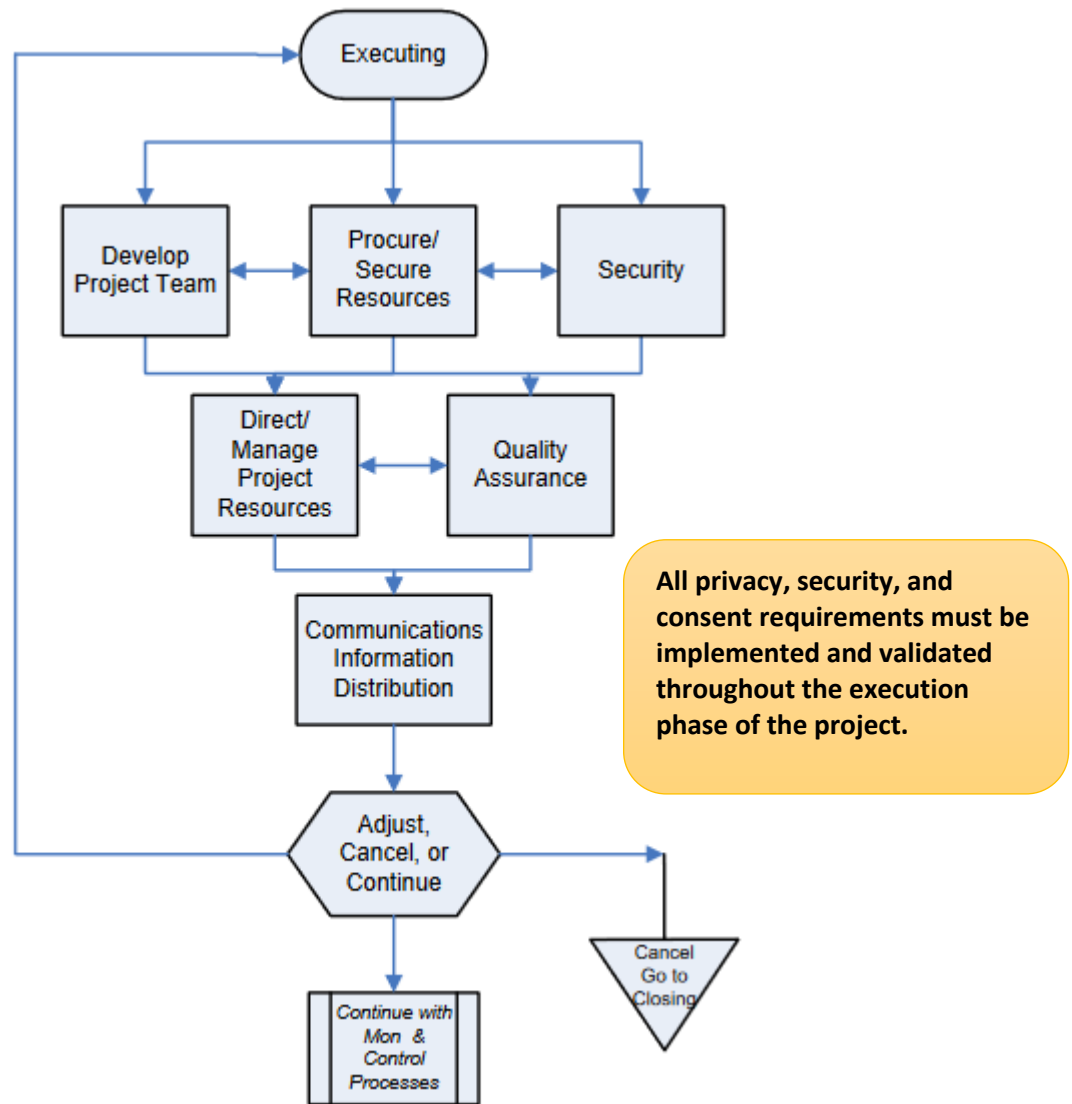 Executing
Develop
Project Team
Procure/
Secure
Resources
Security
Direct/
Manage
Project
Resources
Quality
Assurance
All privacy, security, and
consent requirements must be
implemented and validated
throughout the execution
phase of the project.
Communications
Information
Distribution
Adjust,
Cancel, or
Continue
Cancel
Go to
Closing
Continue with
Mon & 
Control
Processes